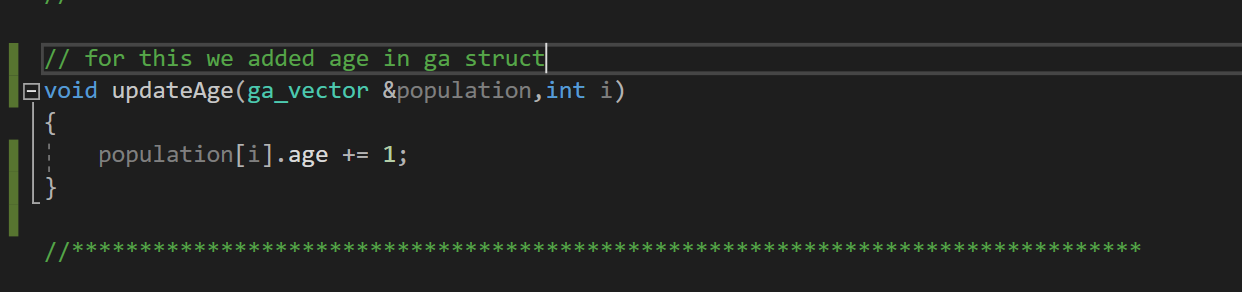 //
// for this we added age in ga struct
void updateAge(ga_vector &population,int i)
{
population[i].age += 1;
}
//*******************************************************************************